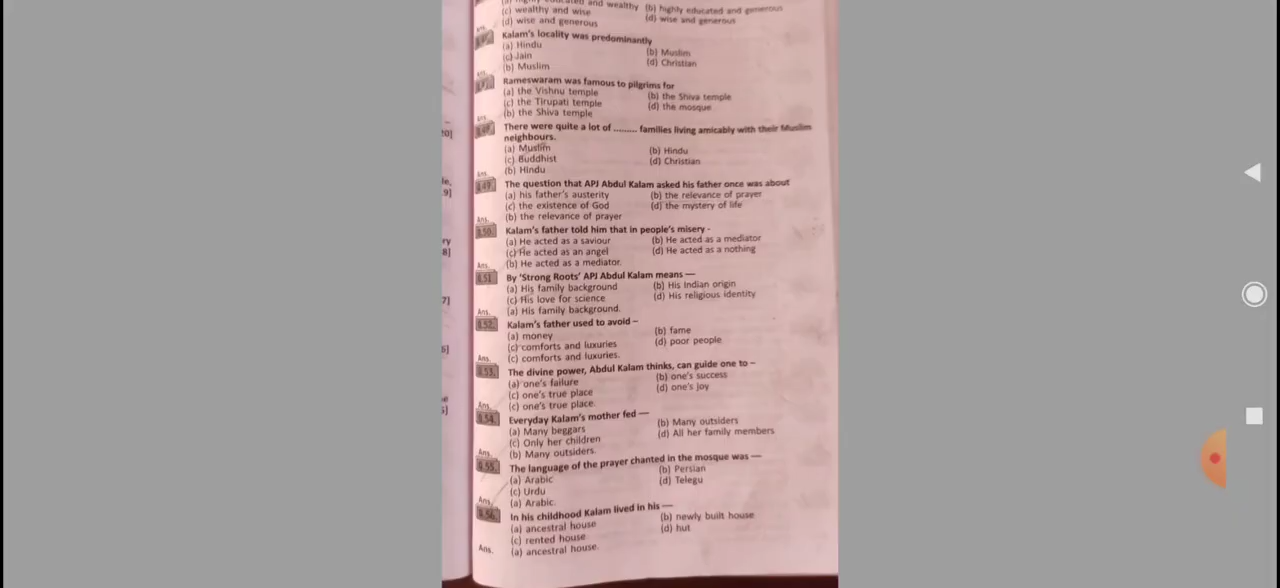 and wealthy (b) highly educated and generous
(c) wealthy and wise (d) wise and generous
(d) wise and generous
Kalam's locality was predominantly
(a) Hindu (b) Muslim
(c) Jain (d) Christian
(b) Muslim
Rameswaram was famous to pilgrims for
(a) the Vishnu temple (b) the Shiva temple
(c) the Tirupati temple (d) the mosque
(b) the Shiva temple
There were quite a lot of ......... families living amicably with their Muslim
neighbours.
(a) Muslim (b) Hindu
(c) Buddhist (d) Christian
(b) Hindu
The question that APJ Abdul Kalam asked his father once was about
(a) his father's austerity (b) the relevance of prayer
(c) the existence of God (d) the mystery of life
Ans. (b) the relevance of prayer
Kalam's father told him that in people's misery -
(a) He acted as a saviour (b) He acted as a mediator
(c) He acted as an angel (d) He acted as a nothing
Ans. (b) He acted as a mediator.
By 'Strong Roots' APJ Abdul Kalam means —
(a) His family background (b) His Indian origin
(c) His love for science (d) His religious identity
Ans. (a) His family background.
Kalam's father used to avoid –
(a) money (b) fame
(c) comforts and luxuries (d) poor people
Ans. (c) comforts and luxuries.
The divine power, Abdul Kalam thinks, can guide one to –
(a) one's failure (b) one's success
(c) one's true place (d) one's joy
Ans. (c) one's true place.
Everyday Kalam's mother fed —
(a) Many beggars (b) Many outsiders
(c) Only her children (d) All her family members
Ans. (b) Many outsiders.
The language of the prayer chanted in the mosque was —
(a) Arabic (b) Persian
(c) Urdu (d) Telegu
Ans. (a) Arabic.
In his childhood Kalam lived in his —
(a) ancestral house (b) newly built house
(c) rented house (d) hut
Ans. (a) ancestral house.